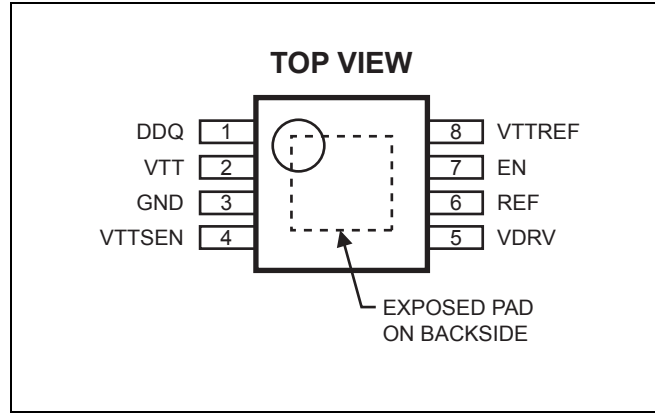 TOP VIEW
DDQ 1 8 VTTREF
VTT 2 7 EN
GND 3 6 REF
VTTSEN 4 5 VDRV
EXPOSED PAD
ON BACKSIDE